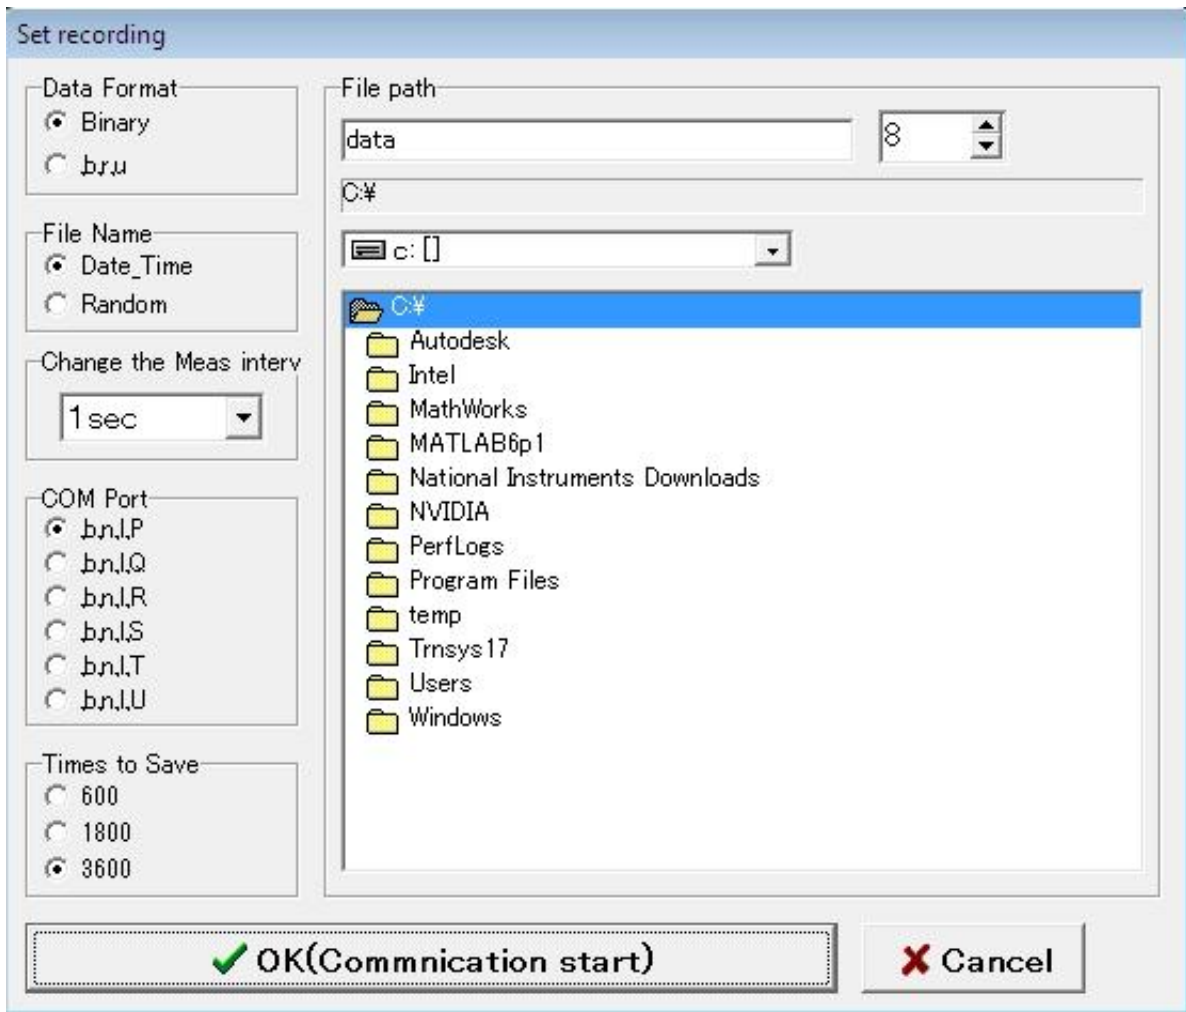 Set recording
Data Format
Binary
.b.r.u
File Name
Date_Time
Random
Change the Meas interv
1sec
COM Port
.b.n.l.P
.b.n.l.Q
.b.n.l.R
.b.n.l.S
.b.n.l.T
.b.n.l.U
Times to Save
600
1800
3600
File path
data
8
C:¥
c: []
C:¥
Autodesk
Intel
MathWorks
MATLAB6p1
National Instruments Downloads
NVIDIA
PerfLogs
Program Files
temp
Trnsys17
Users
Windows
OK(Commnication start)
Cancel